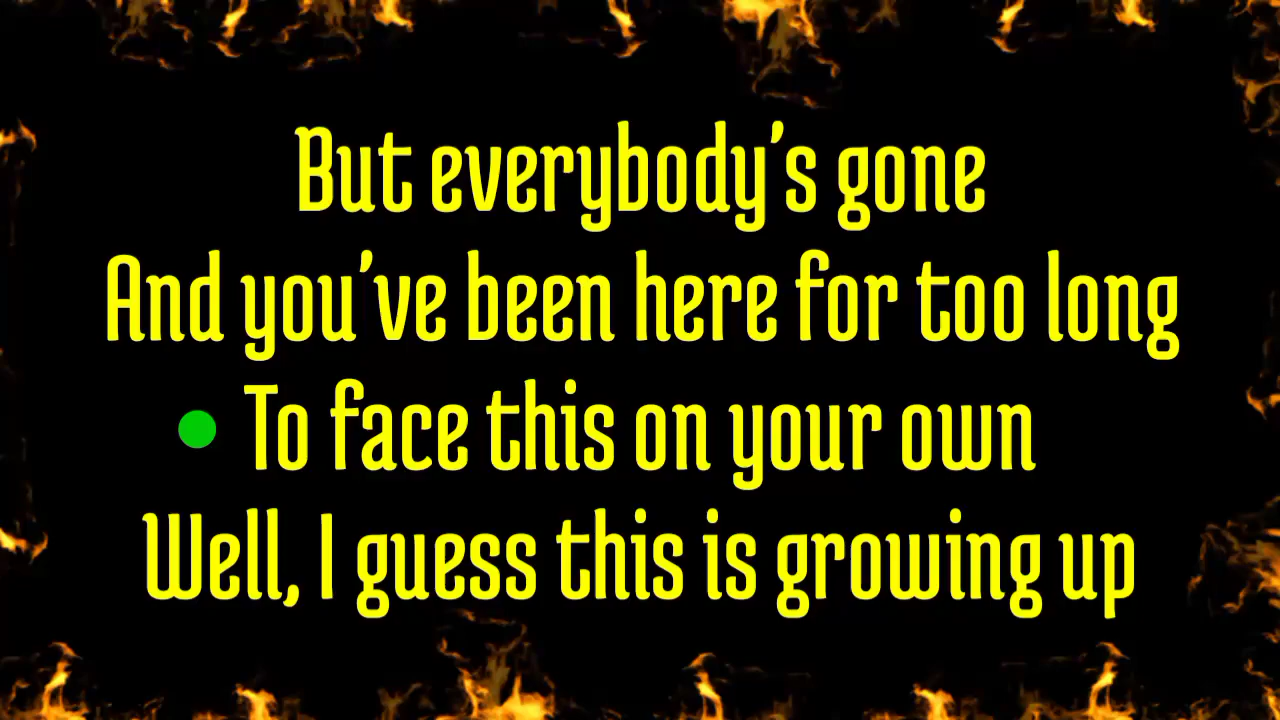 But everybody's gone
And you've been here for too long
To face this on your own
Well, I guess this is growing up